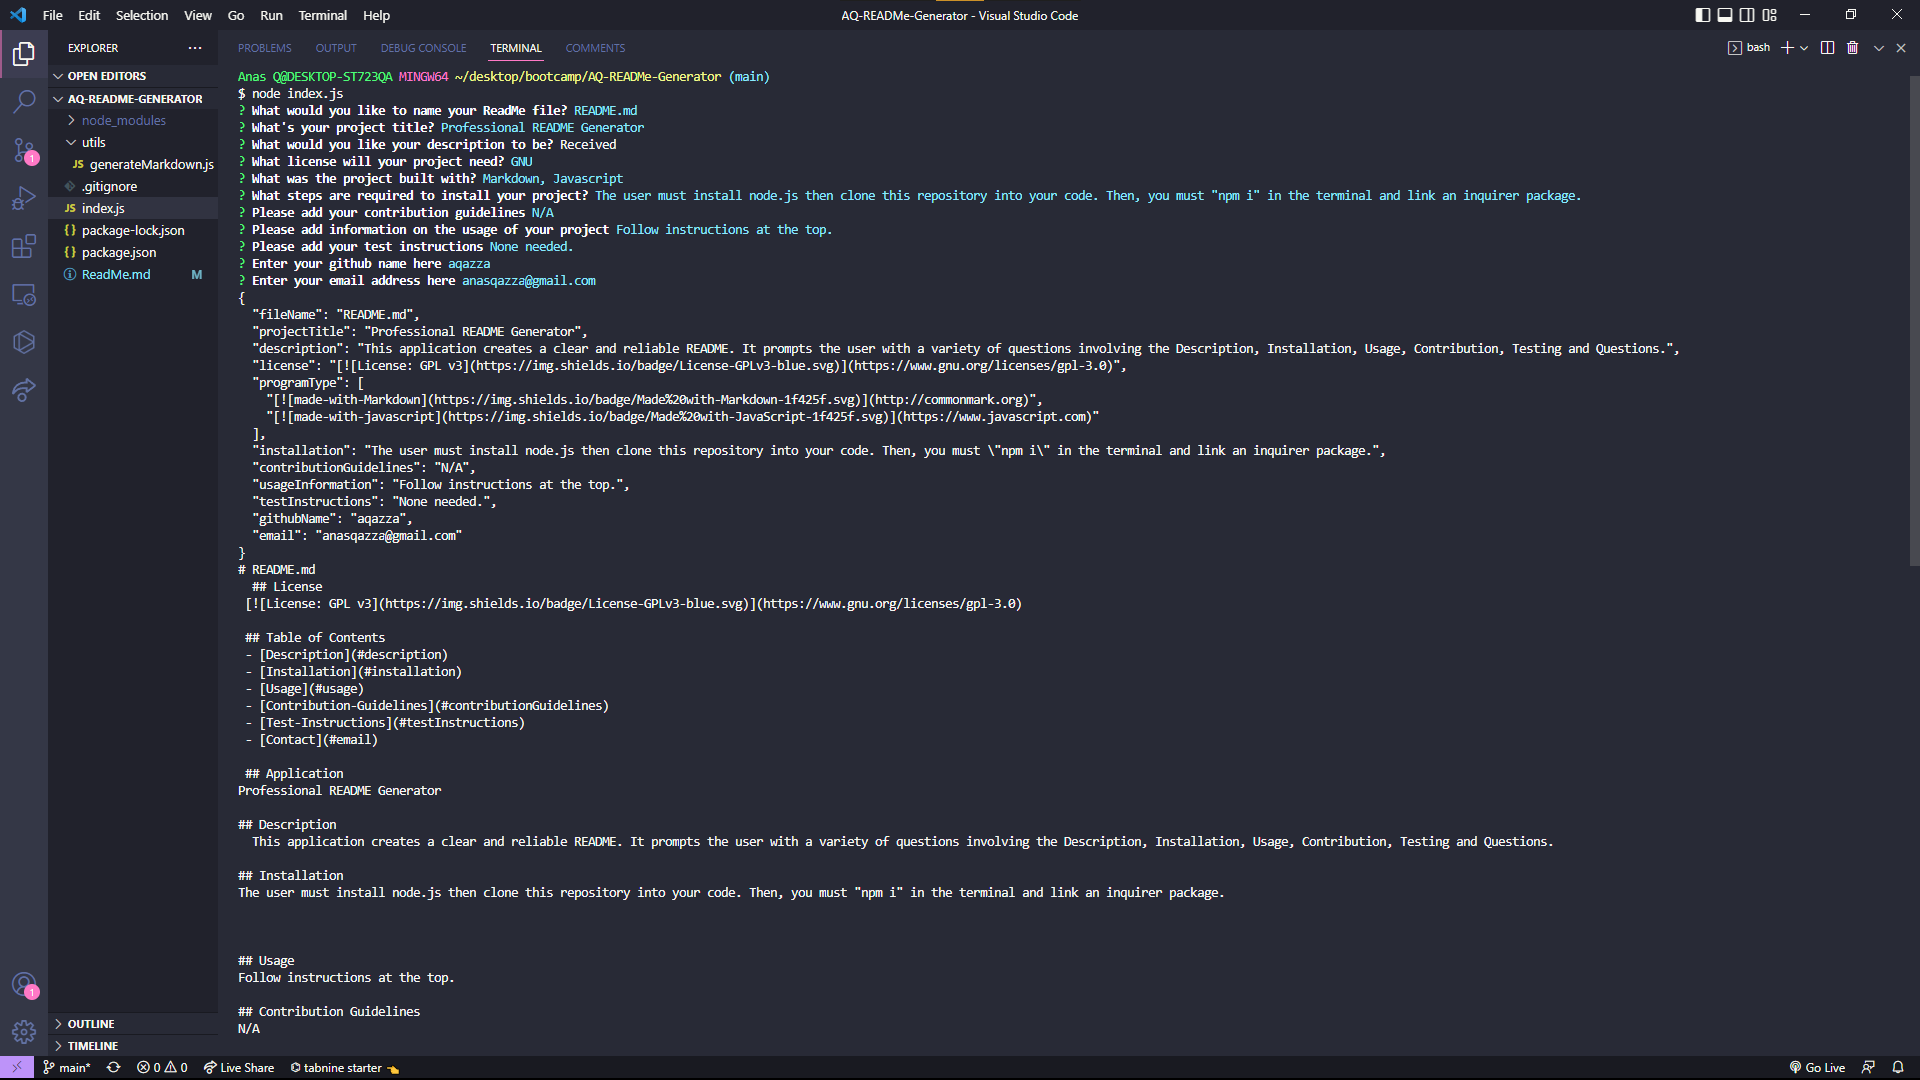 File Edit Selection View Go Run Terminal Help
AQ-READMe-Generator - Visual Studio Code
EXPLORER
OPEN EDITORS
AQ-README-GENERATOR
node_modules
utils
JS generateMarkdown.js
.gitignore
JS index.js
{} package-lock.json
{} package.json
ReadMe.md M
OUTLINE
TIMELINE
1
1
PROBLEMS OUTPUT DEBUG CONSOLE TERMINAL COMMENTS
bash
Anas Q@DESKTOP-ST723QA MINGW64 ~/desktop/bootcamp/AQ-READMe-Generator (main)
$ node index.js
? What would you like to name your ReadMe file? README.md
? What's your project title? Professional README Generator
? What would you like your description to be? Received
? What license will your project need? GNU
? What was the project built with? Markdown, Javascript
? What steps are required to install your project? The user must install node.js then clone this repository into your code. Then, you must "npm i" in the terminal and link an inquirer package.
? Please add your contribution guidelines N/A
? Please add information on the usage of your project Follow instructions at the top.
? Please add your test instructions None needed.
? Enter your github name here aqazza
? Enter your email address here anasqazza@gmail.com
{
"fileName": "README.md",
"projectTitle": "Professional README Generator",
"description": "This application creates a clear and reliable README. It prompts the user with a variety of questions involving the Description, Installation, Usage, Contribution, Testing and Questions.",
"license": "[![License: GPL v3](https://img.shields.io/badge/License-GPLv3-blue.svg)](https://www.gnu.org/licenses/gpl-3.0)",
"programType": [
"[![made-with-Markdown](https://img.shields.io/badge/Made%20with-Markdown-1f425f.svg)](http://commonmark.org)",
"[![made-with-javascript](https://img.shields.io/badge/Made%20with-JavaScript-1f425f.svg)](https://www.javascript.com)"
],
"installation": "The user must install node.js then clone this repository into your code. Then, you must \"npm i\" in the terminal and link an inquirer package.",
"contributionGuidelines": "N/A",
"usageInformation": "Follow instructions at the top.",
"testInstructions": "None needed.",
"githubName": "aqazza",
"email": "anasqazza@gmail.com"
}
# README.md
## License
[![License: GPL v3](https://img.shields.io/badge/License-GPLv3-blue.svg)](https://www.gnu.org/licenses/gpl-3.0)
## Table of Contents
- [Description](#description)
- [Installation](#installation)
- [Usage](#usage)
- [Contribution-Guidelines](#contributionGuidelines)
- [Test-Instructions](#testInstructions)
- [Contact](#email)
## Application
Professional README Generator
## Description
This application creates a clear and reliable README. It prompts the user with a variety of questions involving the Description, Installation, Usage, Contribution, Testing and Questions.
## Installation
The user must install node.js then clone this repository into your code. Then, you must "npm i" in the terminal and link an inquirer package.
## Usage
Follow instructions at the top.
## Contribution Guidelines
N/A
main* 0 0 Live Share tabnine starter Go Live